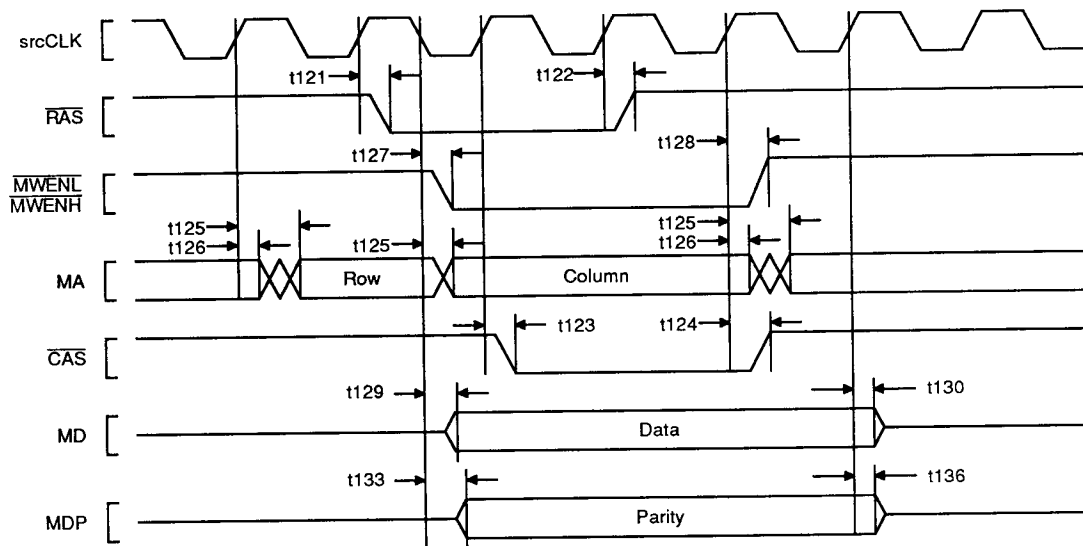 srcCLK
t121
t122
RAS
t127
t128
MWENL
MWENH
t125
t126
t125
t125
t126
MA
Row
Column
t123
t124
CAS
t129
t130
MD
Data
t133
t136
MDP
Parity